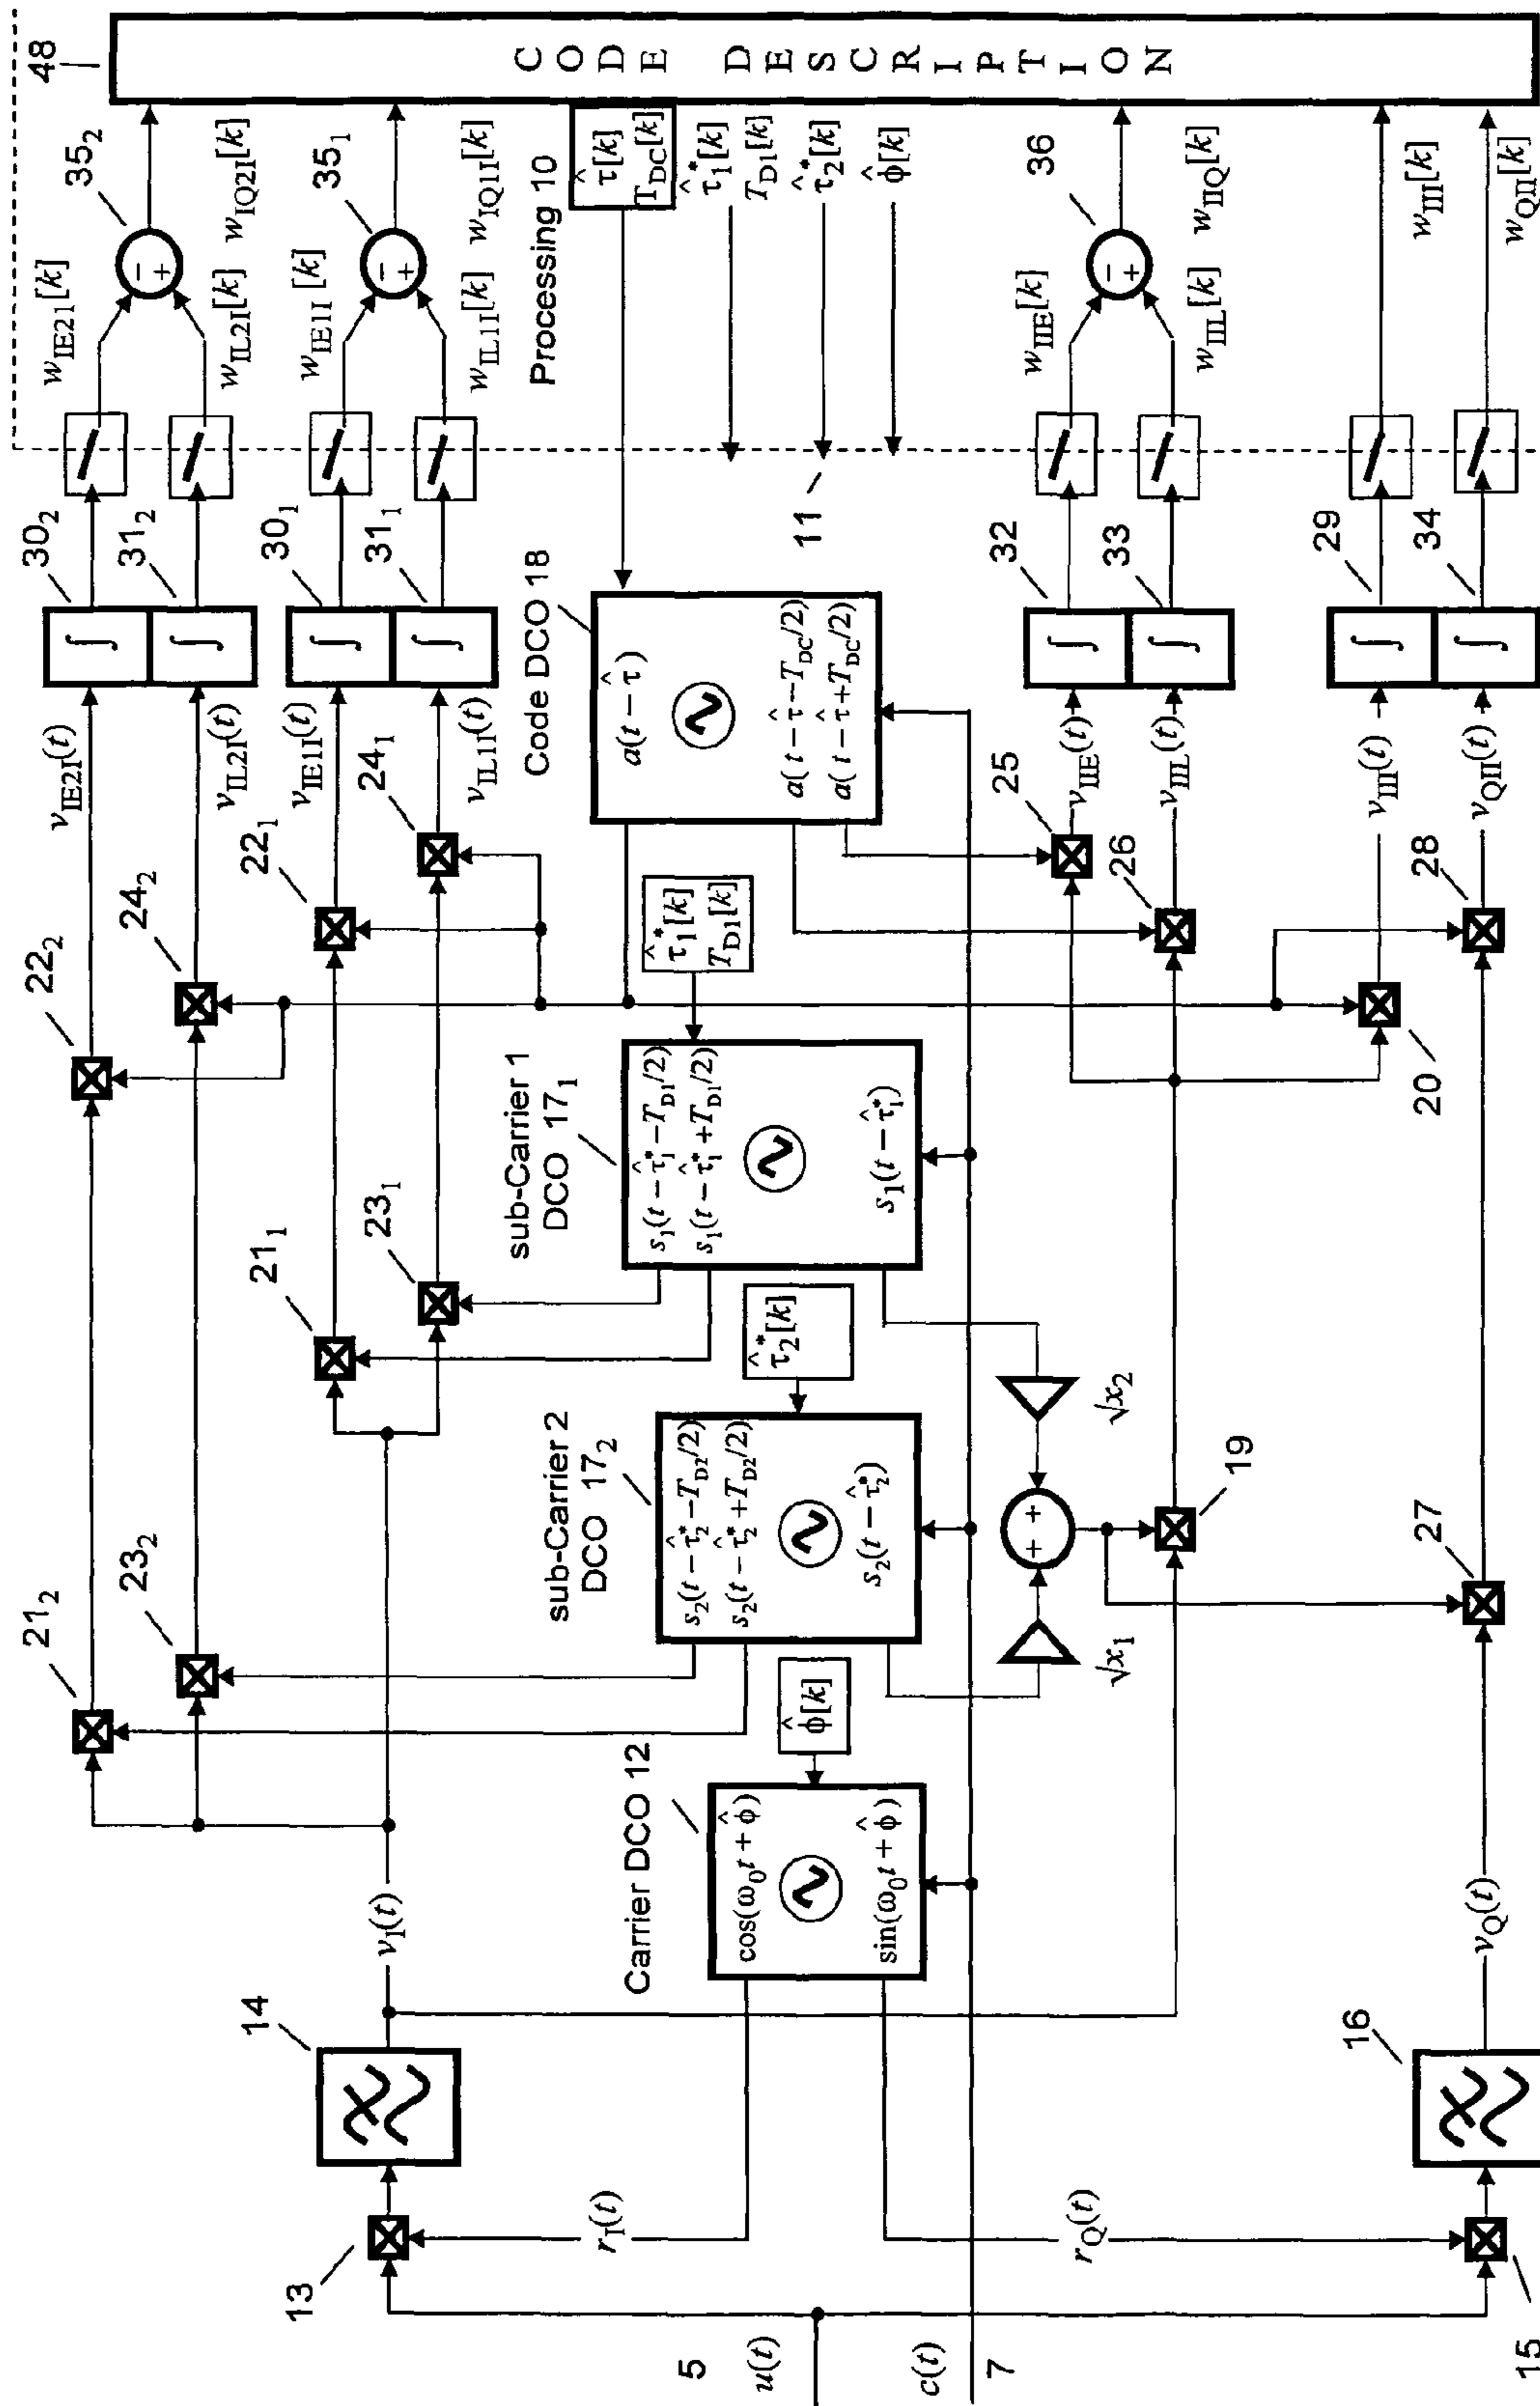 5
u(t)
c(t)
7
13
14
r_I(t)
r_Q(t)
15
16
v_I(t)
v_Q(t)
Carrier DCO 12
cos(ω₀t + ϕ̂)
sin(ω₀t + ϕ̂)
ϕ̂[k]
21₂
23₂
sub-Carrier 2
DCO 17₂
s₂(t − τ̂₂* − T_D2/2)
s₂(t − τ̂₂* + T_D2/2)
s₂(t − τ̂₂*)
√x₁
27
19
√x₂
τ̂₂*[k]
21₁
23₁
sub-Carrier 1
DCO 17₁
s₁(t − τ̂₁* − T_D1/2)
s₁(t − τ̂₁* + T_D1/2)
s₁(t − τ̂₁*)
τ̂₁*[k]
T_D1[k]
22₂
24₂
22₁
24₁
20
28
26
25
Code DCO 18
a(t − τ̂)
a(t − τ̂ − T_DC/2)
a(t − τ̂ + T_DC/2)
v_IE2I(t)
v_IL2I(t)
v_IE1I(t)
v_IL1I(t)
v_IIE(t)
v_IIL(t)
v_III(t)
v_QII(t)
30₂
∫
31₂
∫
30₁
∫
31₁
∫
32
∫
33
∫
29
∫
34
∫
11
Processing 10
w_IE2I[k]
w_IL2I[k]
w_IE1I[k]
w_IL1I[k]
w_IIE[k]
w_IIL[k]
35₂
w_IQ2I[k]
35₁
w_IQ1I[k]
τ̂[k]
T_DC[k]
τ̂₁*[k]
T_D1[k]
τ̂₂*[k]
ϕ̂[k]
36
w_IIQ[k]
w_III[k]
w_QII[k]
48
CODE DESCRIPTION